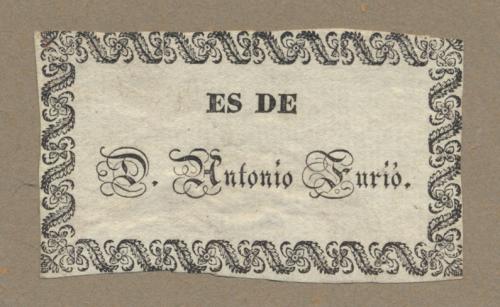 ES DE
D. Antonio Furió.